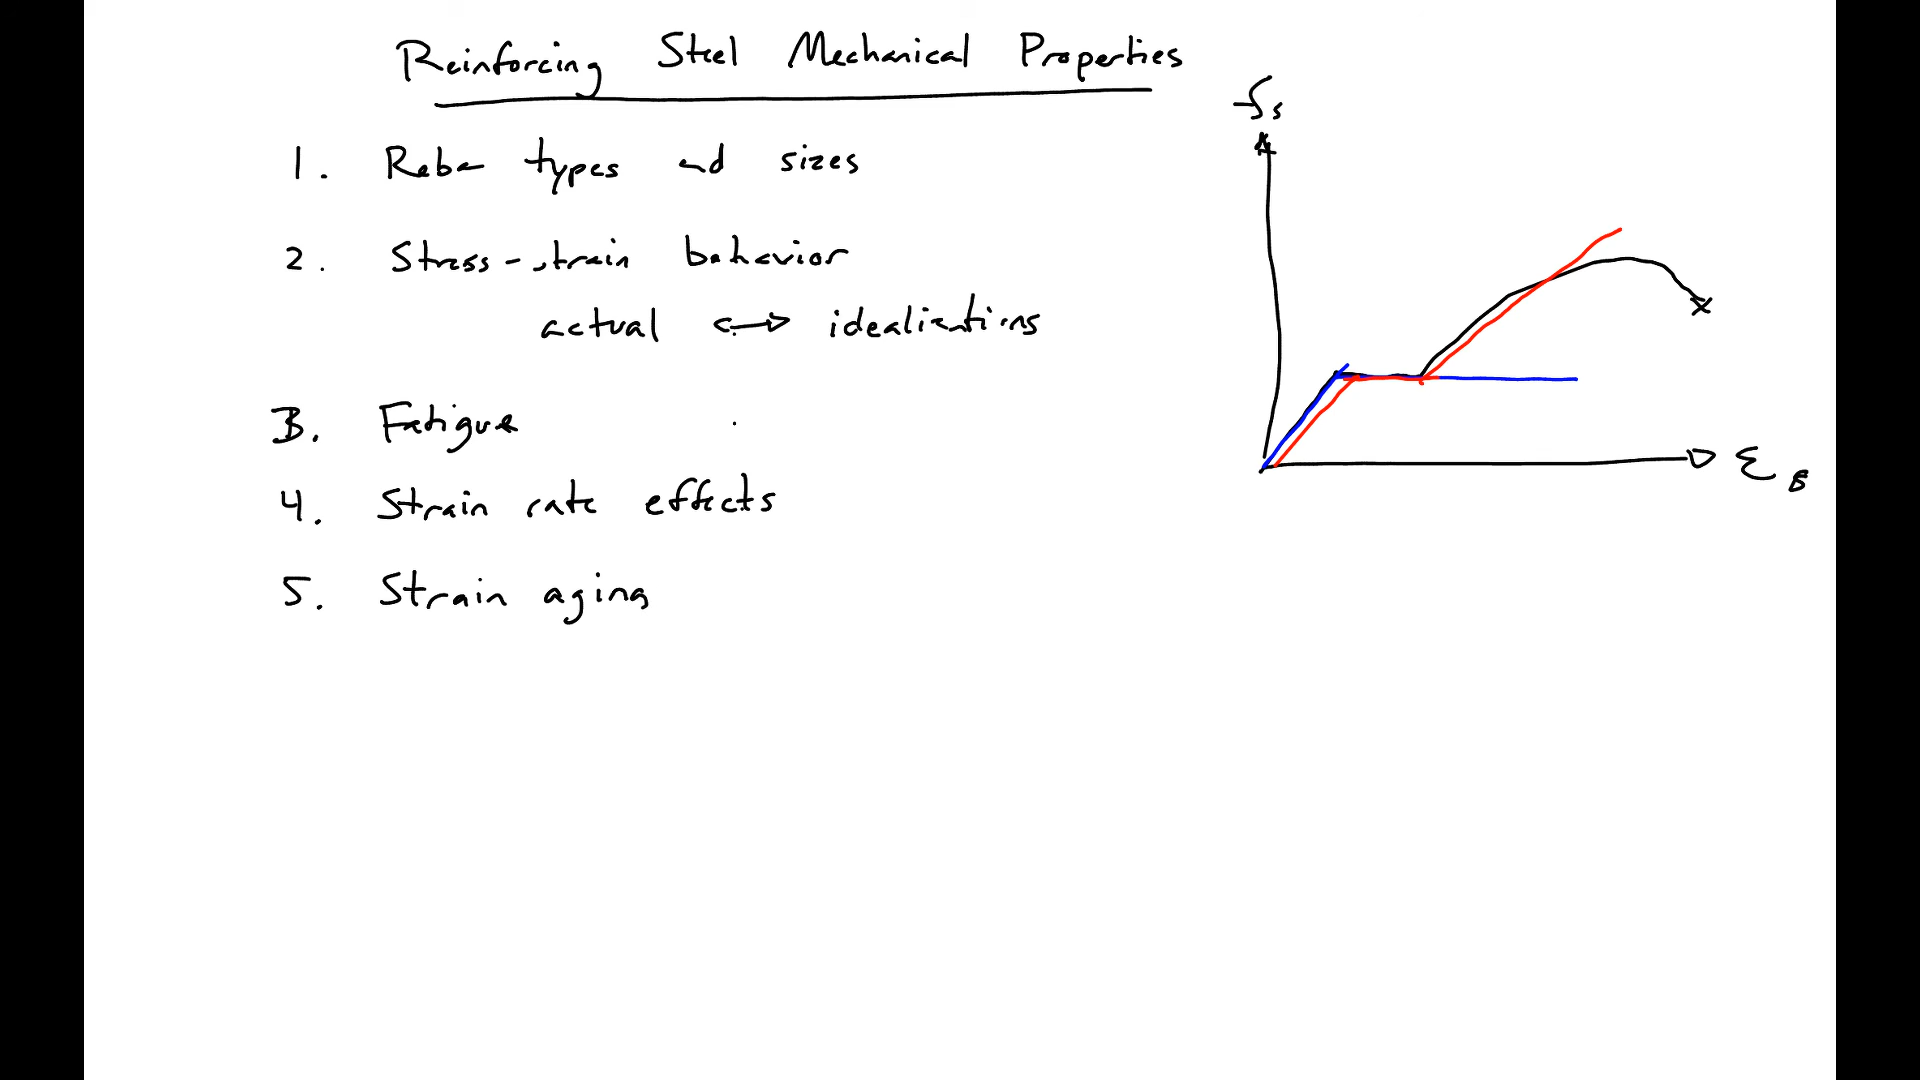 Reinforcing Steel Mechanical Properties
1. Rebar types and sizes
2. Stress-strain behavior
actual ↔ idealizations
3. Fatigue
4. Strain rate effects
5. Strain aging
fs
εs